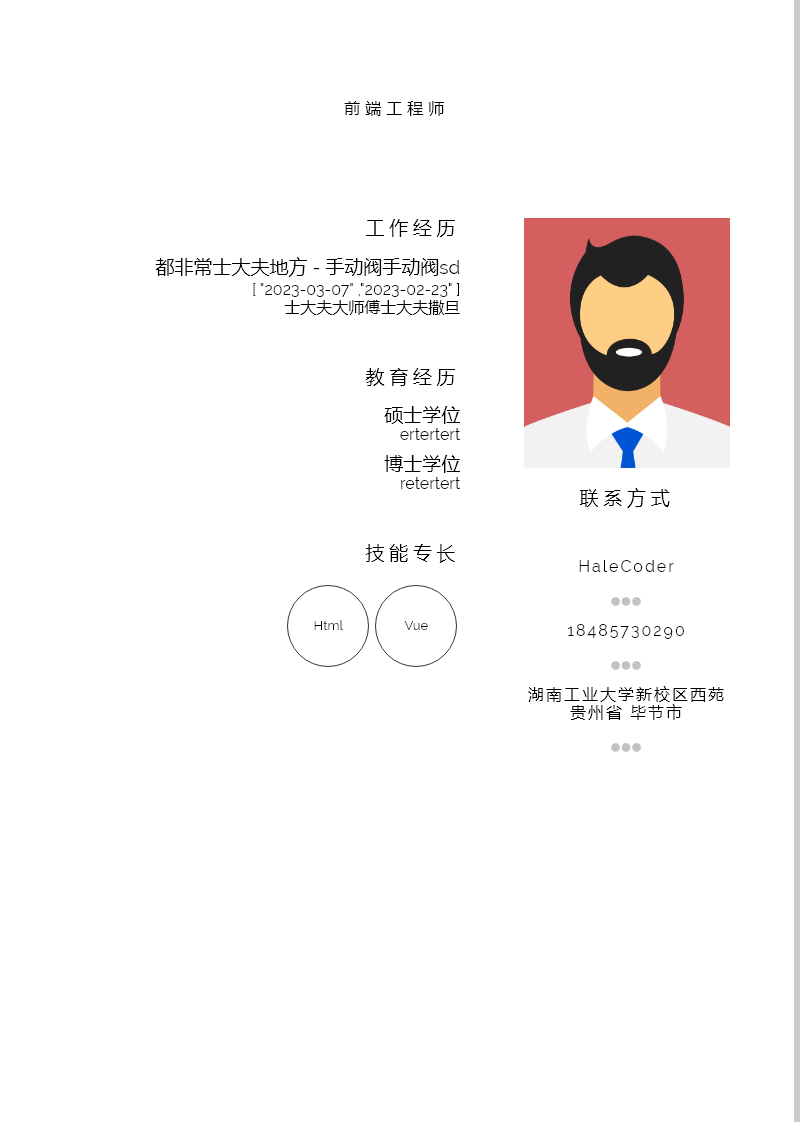 前端工程师
工作经历
都非常士大夫地方 - 手动阀手动阀sd
[ "2023-03-07" ,"2023-02-23" ]
士大夫大师傅士大夫撒旦
教育经历
硕士学位
ertertert
博士学位
retertert
技能专长
Html
Vue
联系方式
HaleCoder
18485730290
湖南工业大学新校区西苑
贵州省 毕节市